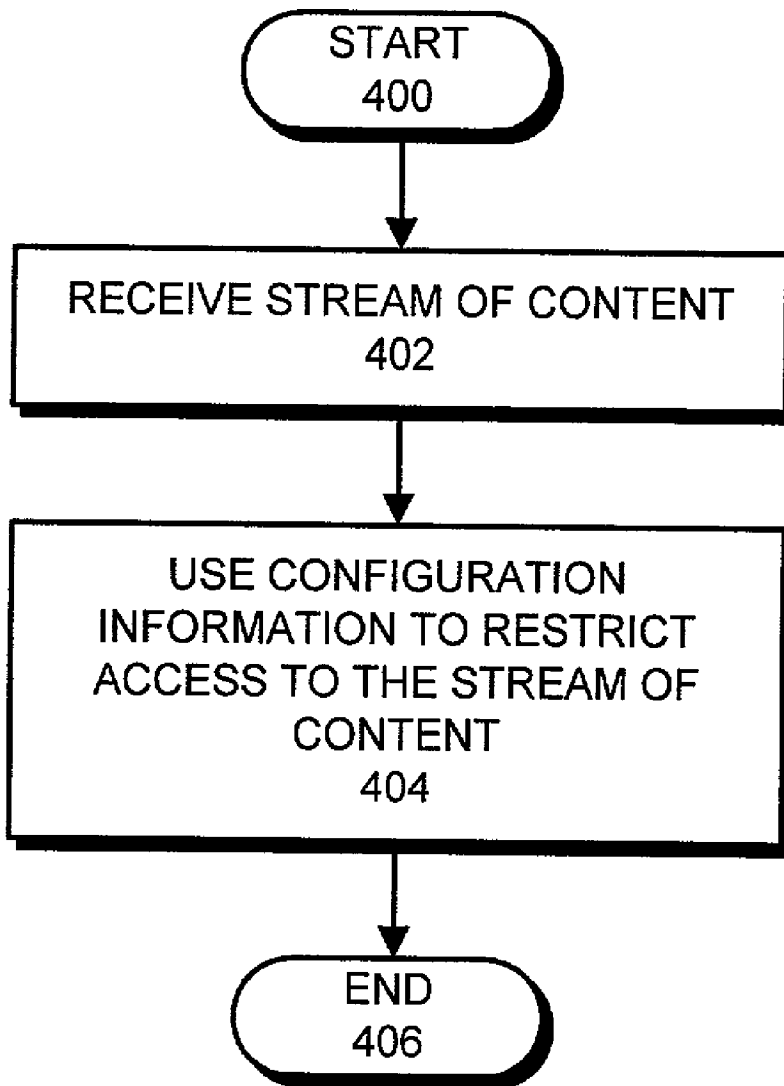 START
400
RECEIVE STREAM OF CONTENT
402
USE CONFIGURATION
INFORMATION TO RESTRICT
ACCESS TO THE STREAM OF
CONTENT
404
END
406